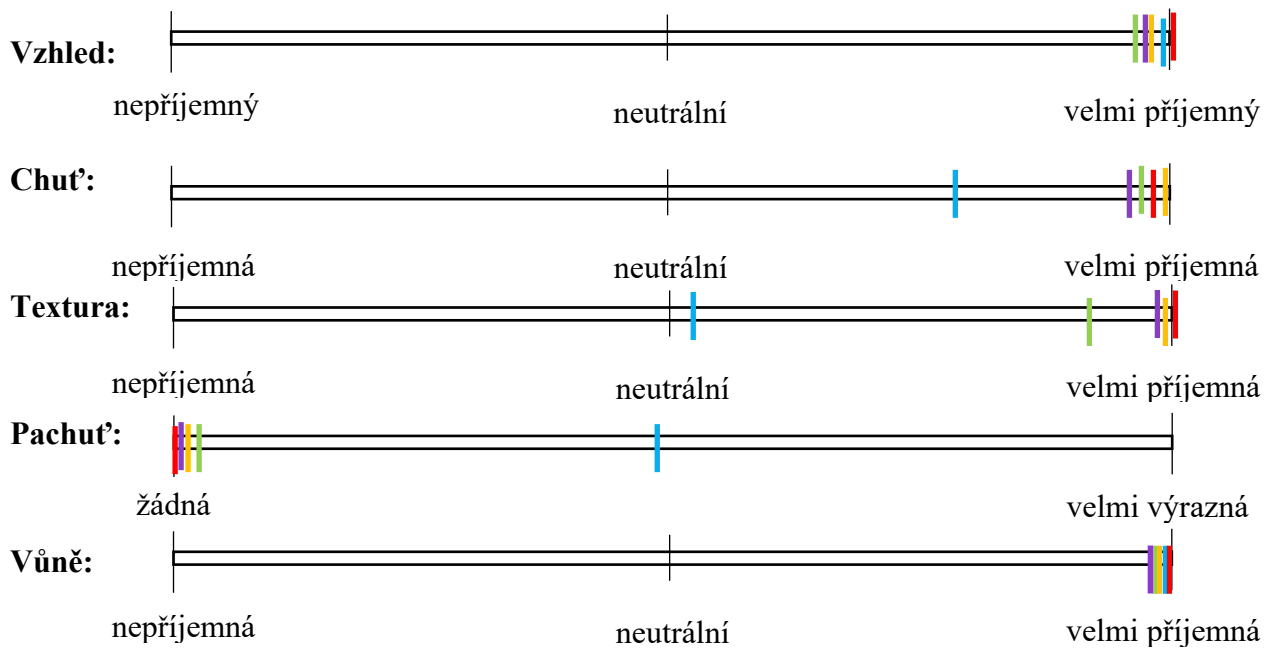 Vzhled:
nepříjemný neutrální velmi příjemný
Chuť:
nepříjemná neutrální velmi příjemná
Textura:
nepříjemná neutrální velmi příjemná
Pachuť:
žádná velmi výrazná
Vůně:
nepříjemná neutrální velmi příjemná